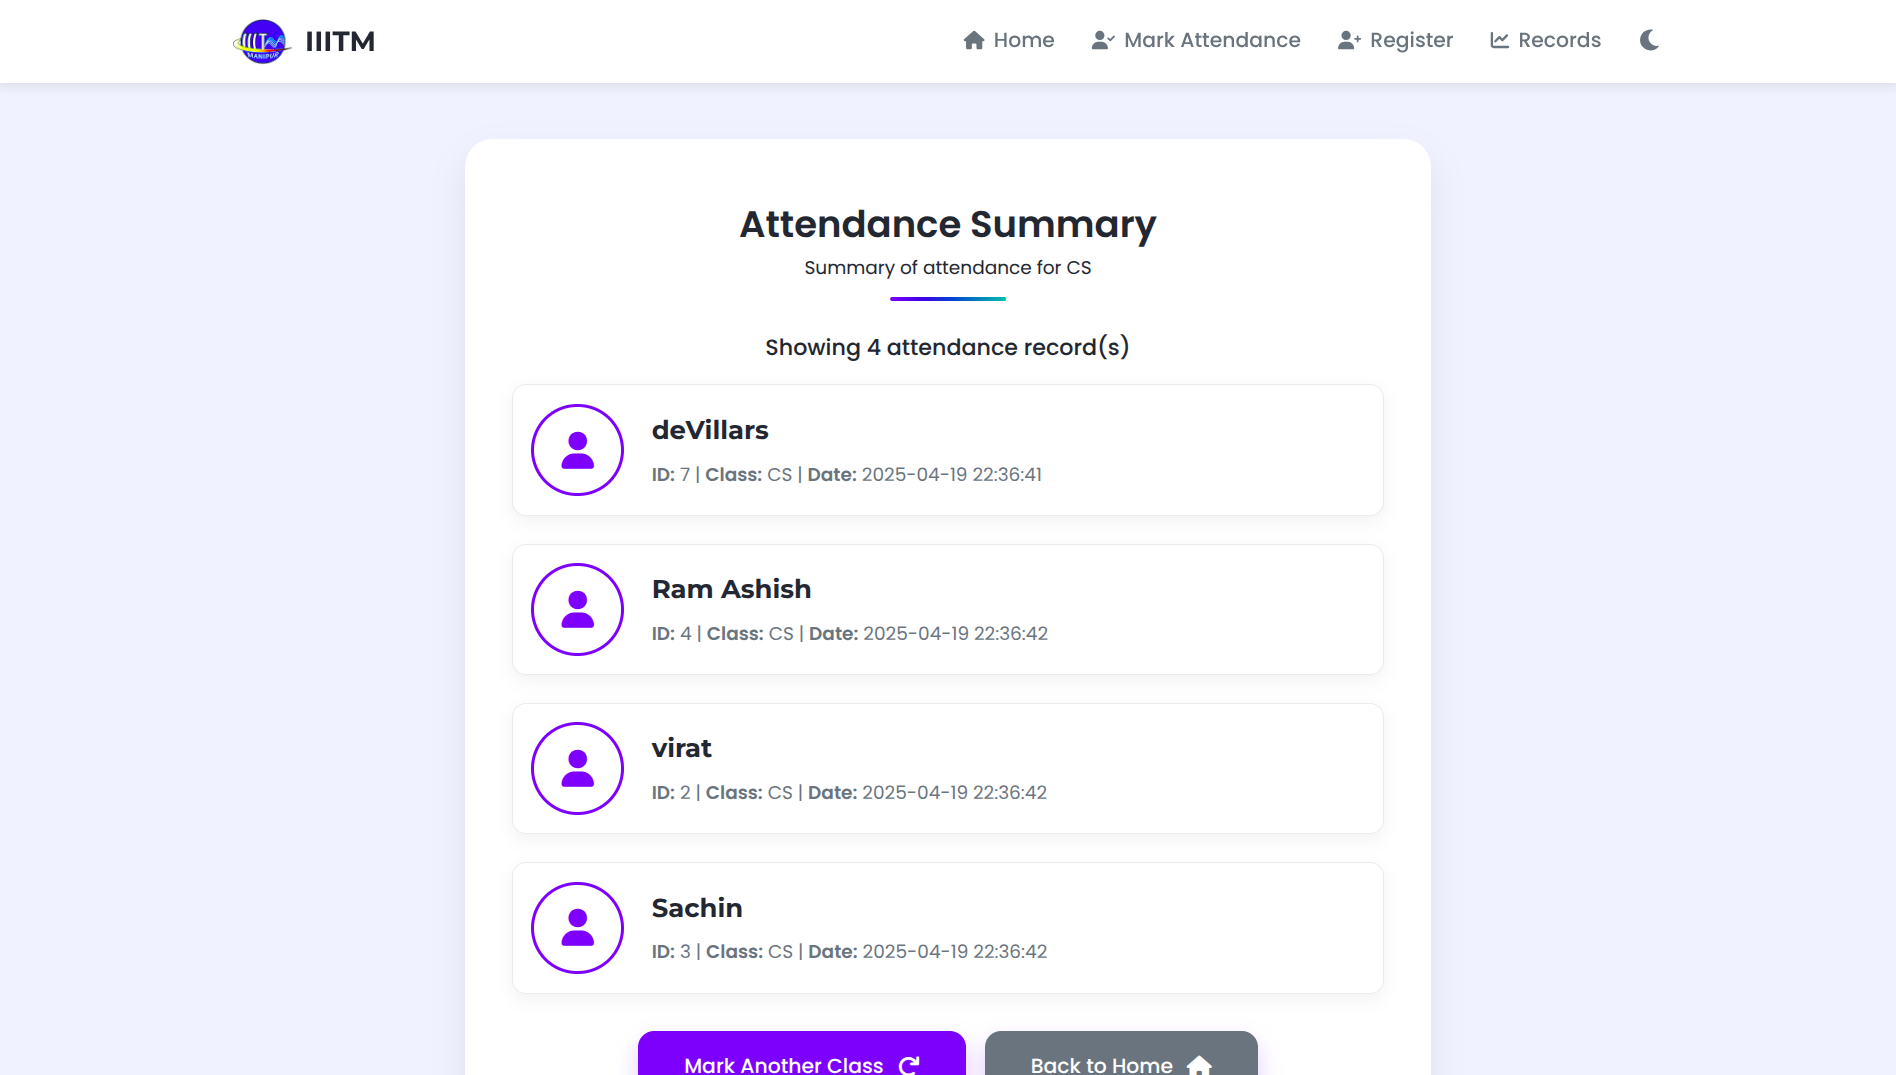 IIIT
MANIPUR
IIITM
Home
Mark Attendance
Register
Records
Attendance Summary
Summary of attendance for CS
Showing 4 attendance record(s)
deVillars
ID: 7 | Class: CS | Date: 2025-04-19 22:36:41
Ram Ashish
ID: 4 | Class: CS | Date: 2025-04-19 22:36:42
virat
ID: 2 | Class: CS | Date: 2025-04-19 22:36:42
Sachin
ID: 3 | Class: CS | Date: 2025-04-19 22:36:42
Mark Another Class
Back to Home